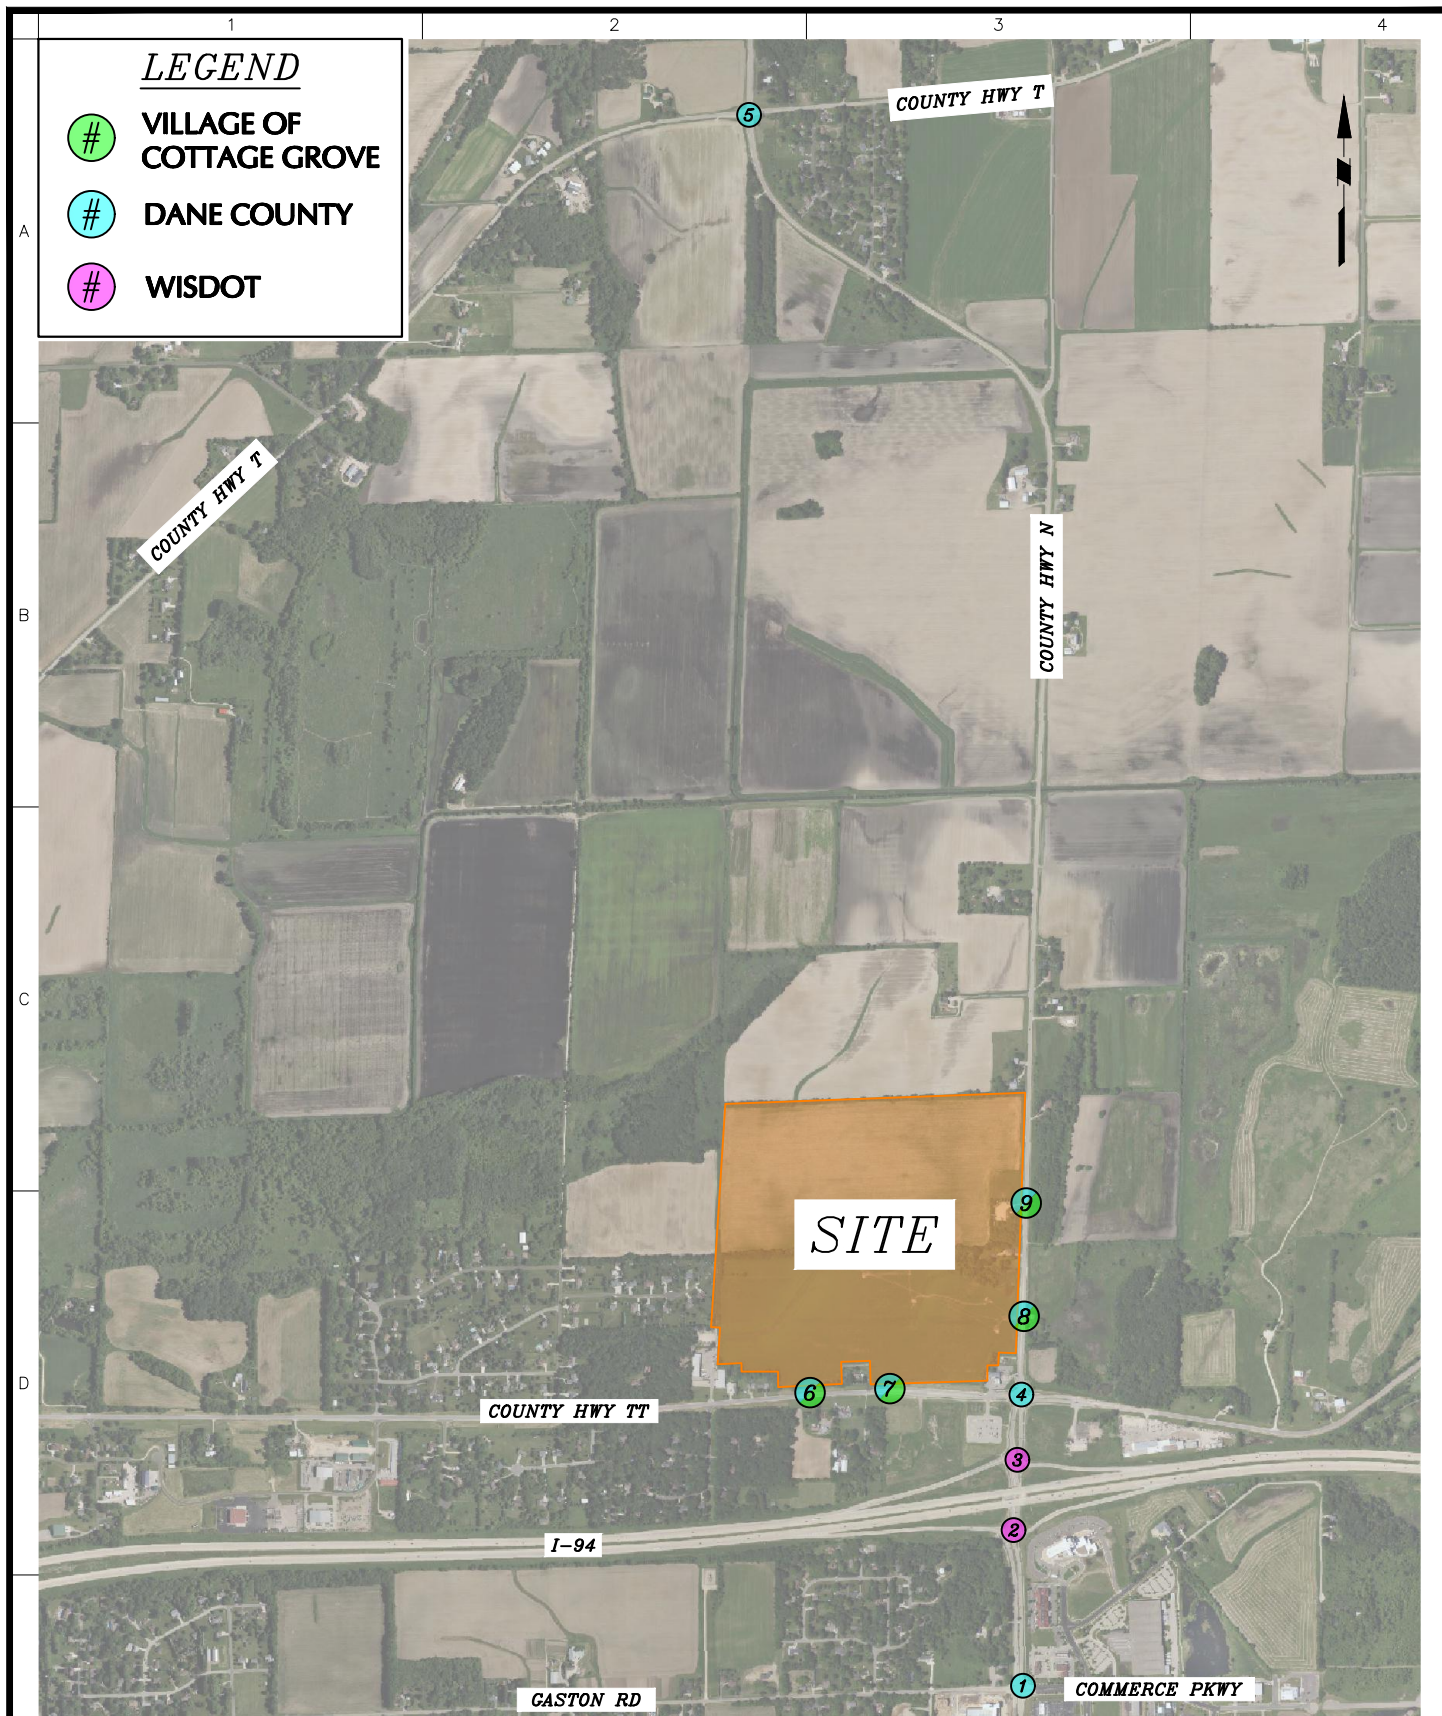 1 2 3 4
LEGEND
# VILLAGE OF
COTTAGE GROVE
# DANE COUNTY
# WISDOT
A
B
C
D
5
COUNTY HWY T
COUNTY HWY T
COUNTY HWY N
9
SITE
8
6
7
4
COUNTY HWY TT
3
2
I-94
1
COMMERCE PKWY
GASTON RD